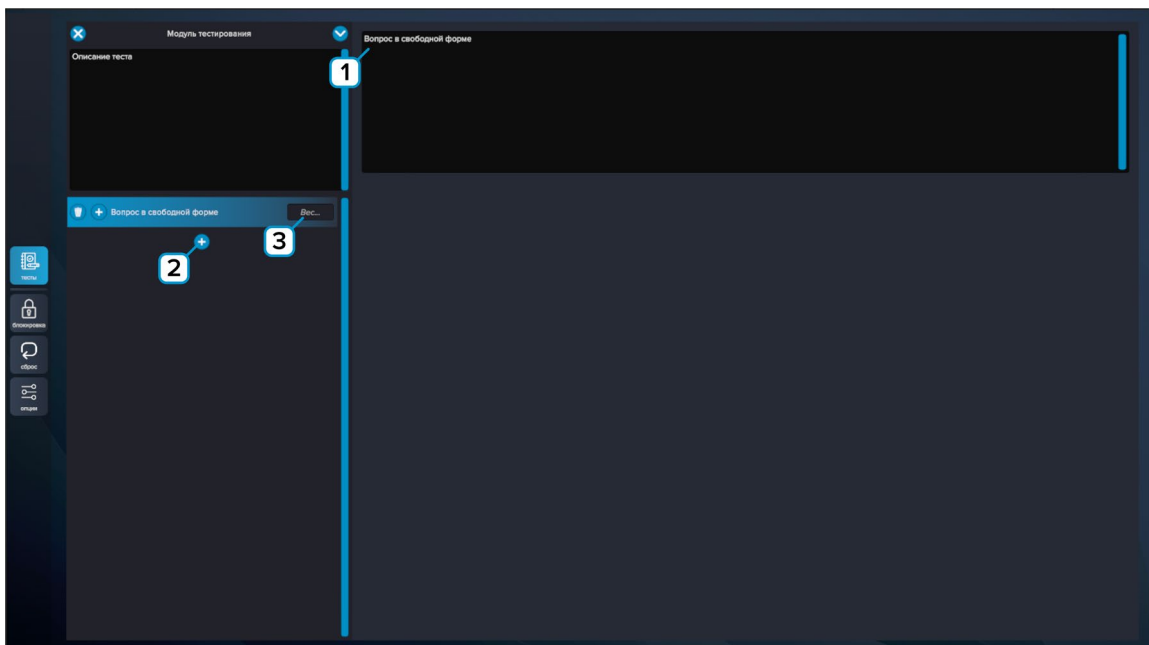 Модуль тестирования
Описание теста
Вопрос в свободной форме
1
Вопрос в свободной форме
Вес...
2
3
тесты
блокировка
сброс
опции